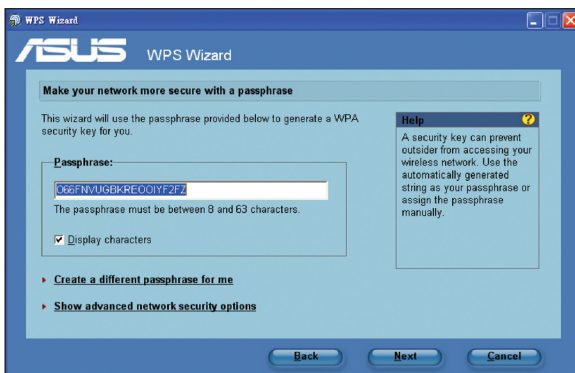 WPS Wizard
ASUS WPS Wizard
Make your network more secure with a passphrase
This wizard will use the passphrase provided below to generate a WPA
security key for you.
Passphrase:
O66FNVUGBKREOOIYF2FZ
The passphrase must be between 8 and 63 characters.
Display characters
Create a different passphrase for me
Show advanced network security options
Help
A security key can prevent
outsider from accessing your
wireless network. Use the
automatically generated
string as your passphrase or
assign the passphrase
manually.
Back Next Cancel